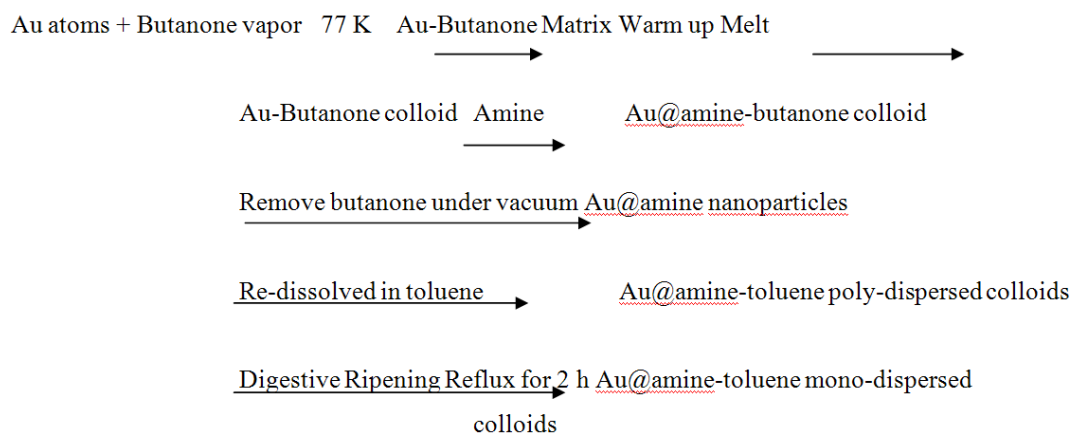 Au atoms + Butanone vapor 77 K Au-Butanone Matrix Warm up Melt
Au-Butanone colloid Amine Au@amine-butanone colloid
Remove butanone under vacuum Au@amine nanoparticles
Re-dissolved in toluene Au@amine-toluene poly-dispersed colloids
Digestive Ripening Reflux for 2 h Au@amine-toluene mono-dispersed
colloids